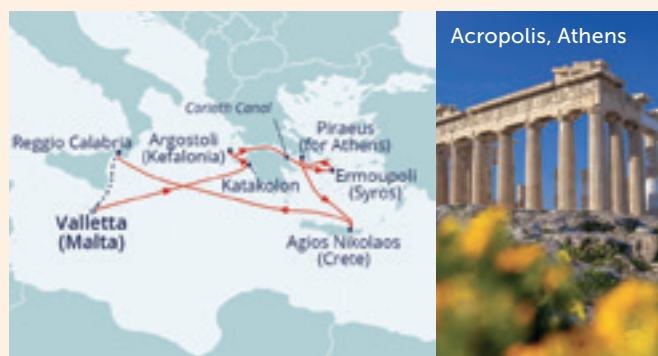 Acropolis, Athens
Corinth Canal
Reggio Calabria
Argostoli
(Kefalonia)
Piraeus
(for Athens)
Katakolon
Ermoupoli
(Syros)
Valletta
(Malta)
Agios Nikolaos
(Crete)